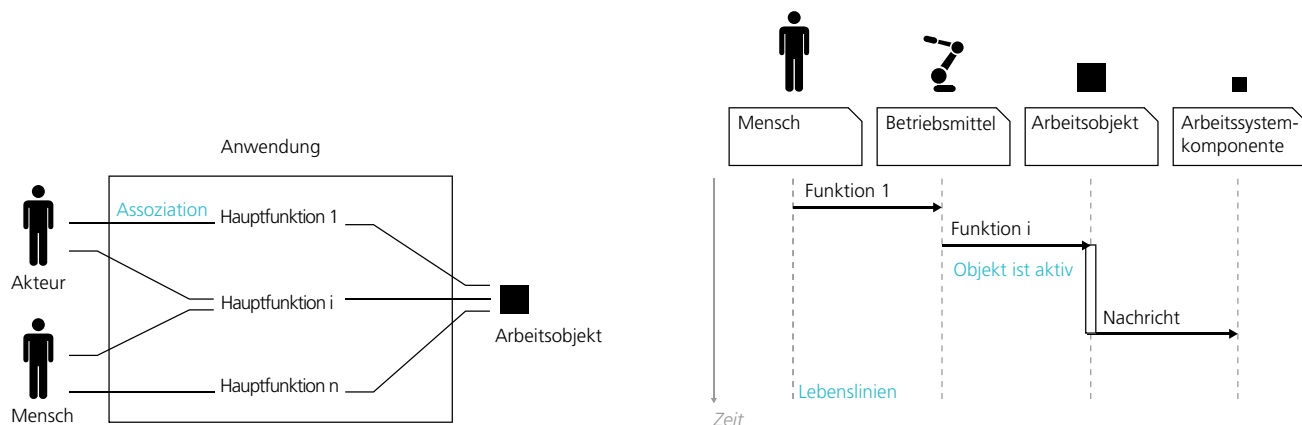 Anwendung
Assoziation
Hauptfunktion 1
Akteur
Hauptfunktion i
Arbeitsobjekt
Hauptfunktion n
Mensch
Mensch
Betriebsmittel
Arbeitsobjekt
Arbeitssystem-
komponente
Funktion 1
Funktion i
Objekt ist aktiv
Nachricht
Lebenslinien
Zeit